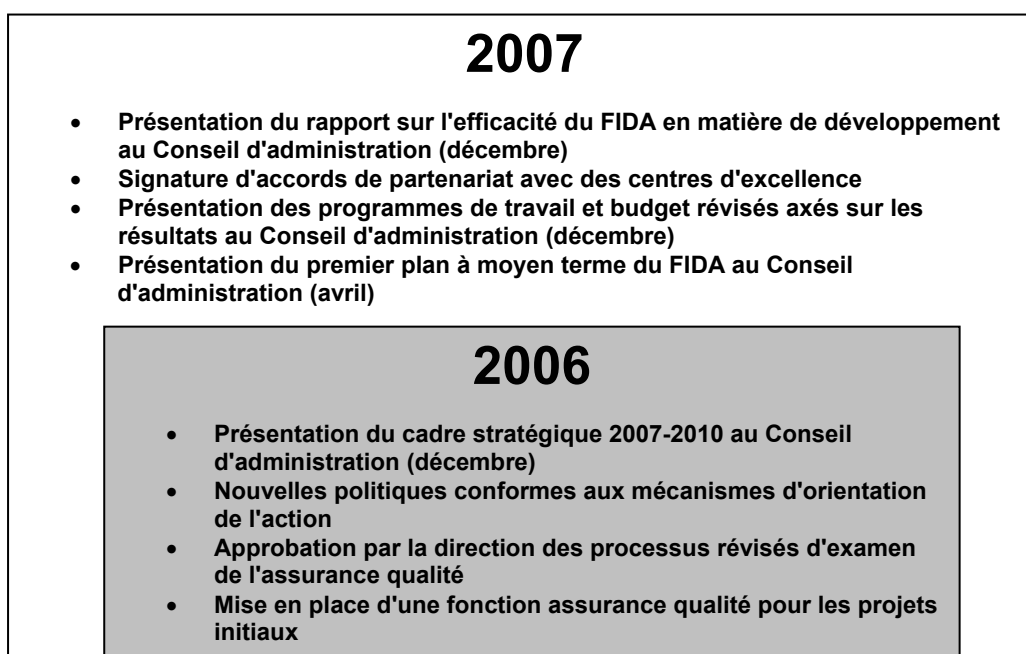 2007
• Présentation du rapport sur l'efficacité du FIDA en matière de développement
au Conseil d'administration (décembre)
• Signature d'accords de partenariat avec des centres d'excellence
• Présentation des programmes de travail et budget révisés axés sur les
résultats au Conseil d'administration (décembre)
• Présentation du premier plan à moyen terme du FIDA au Conseil
d'administration (avril)
2006
• Présentation du cadre stratégique 2007-2010 au Conseil
d'administration (décembre)
• Nouvelles politiques conformes aux mécanismes d'orientation
de l'action
• Approbation par la direction des processus révisés d'examen
de l'assurance qualité
• Mise en place d'une fonction assurance qualité pour les projets
initiaux